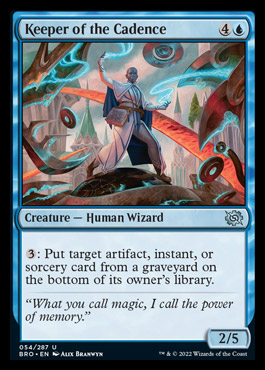 Keeper of the Cadence 4
Creature — Human Wizard
3: Put target artifact, instant, or
sorcery card from a graveyard on
the bottom of its owner's library.
"What you call magic, I call the power
of memory."
2/5
054/287 U
BRO • EN Alix Branwyn
™ & © 2022 Wizards of the Coast